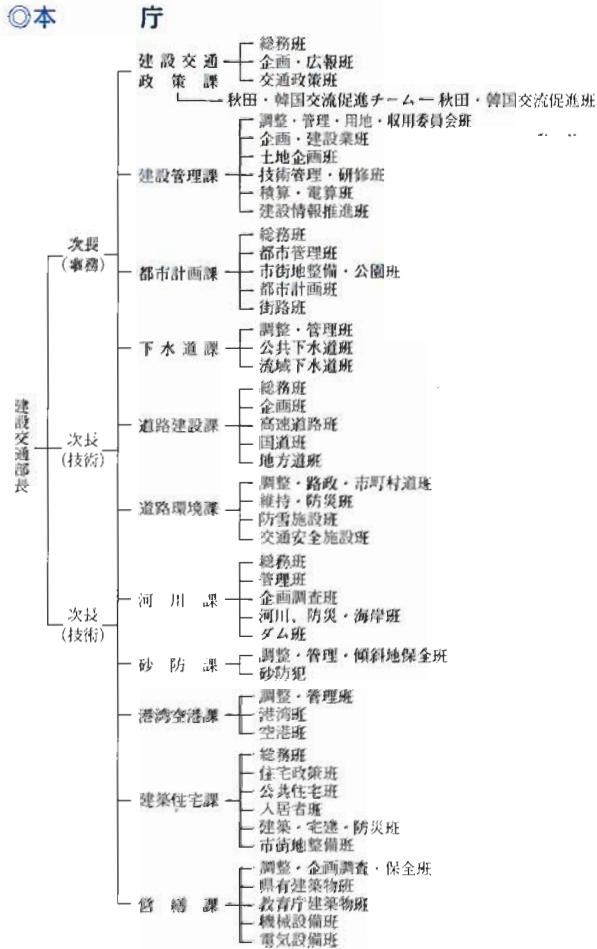 ◎本庁
建設交通部長
次長
(事務)
次長
(技術)
次長
(技術)
建設交通
政策課
総務班
企画・広報班
交通政策班
秋田・韓国交流促進チーム
秋田・韓国交流促進班
建設管理課
調整・管理・用地・収用委員会班
企画・建設業班
土地企画班
技術管理・研修班
積算・電算班
建設情報推進班
都市計画課
総務班
都市管理班
市街地整備・公園班
都市計画班
街路班
下水道課
調整・管理班
公共下水道班
流域下水道班
道路建設課
総務班
企画班
高速道路班
国道班
地方道班
道路環境課
調整・路政・市町村道班
維持・防災班
防雪施設班
交通安全施設班
河川課
総務班
管理班
企画調査班
河川、防災・海岸班
ダム班
砂防課
調整・管理・傾斜地保全班
砂防犯
港湾空港課
調整・管理班
港湾班
空港班
建築住宅課
総務班
住宅政策班
公共住宅班
入居者班
建築・宅建・防災班
市街地整備班
営繕課
調整・企画調査・保全班
県有建築物班
教育庁建築物班
機械設備班
電気設備班